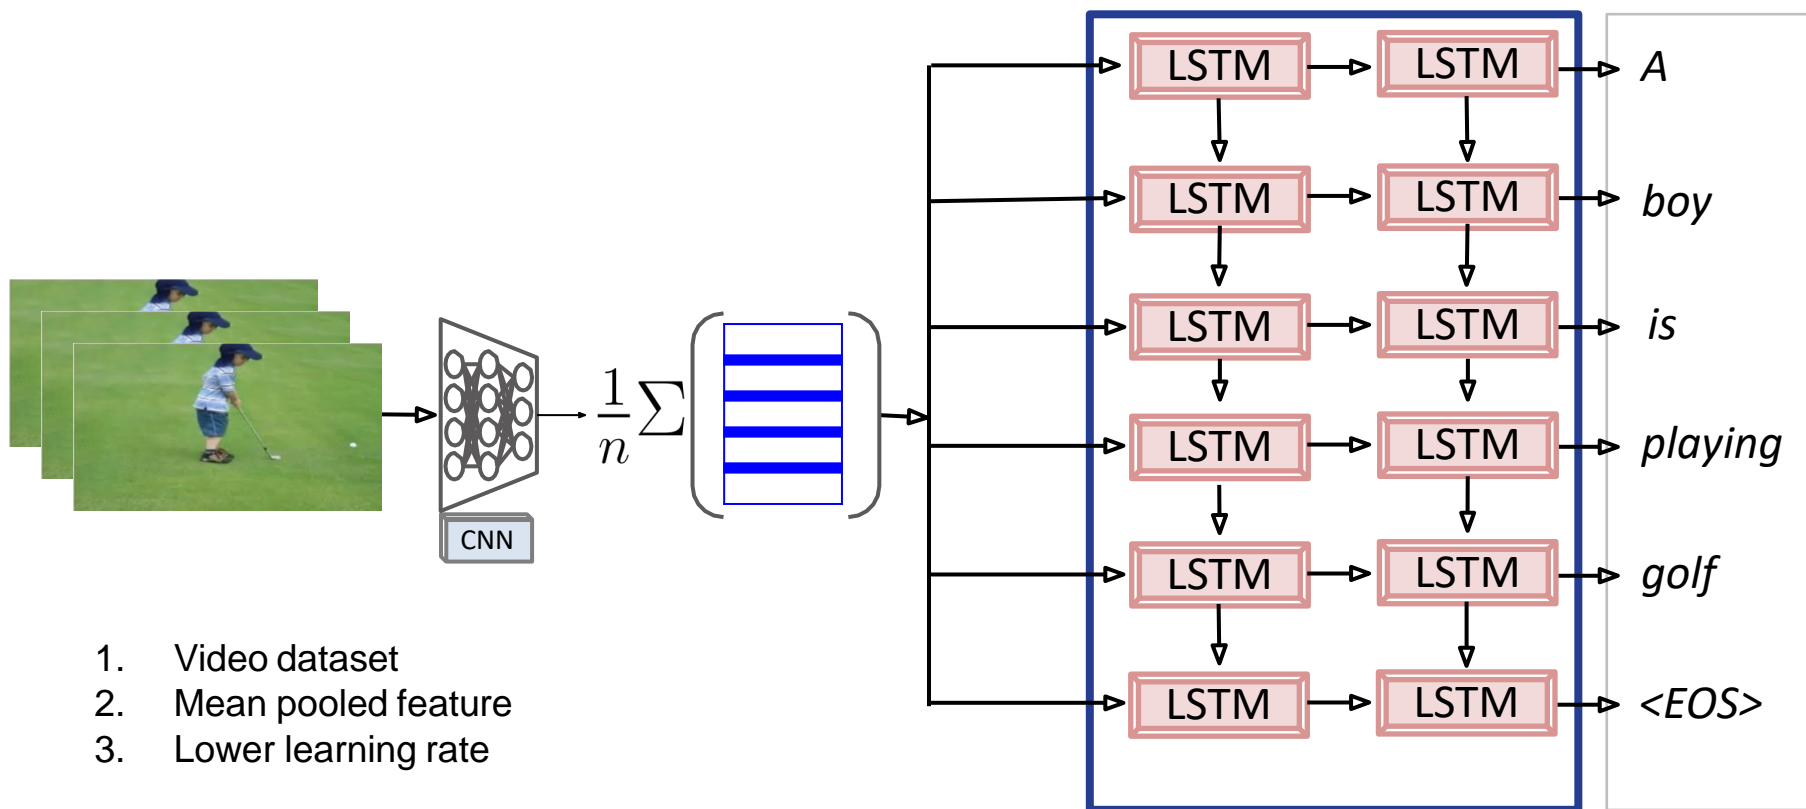 LSTM LSTM A
LSTM LSTM boy
LSTM LSTM is
1/n ∑
LSTM LSTM playing
CNN
LSTM LSTM golf
1. Video dataset
2. Mean pooled feature
3. Lower learning rate
LSTM LSTM <EOS>